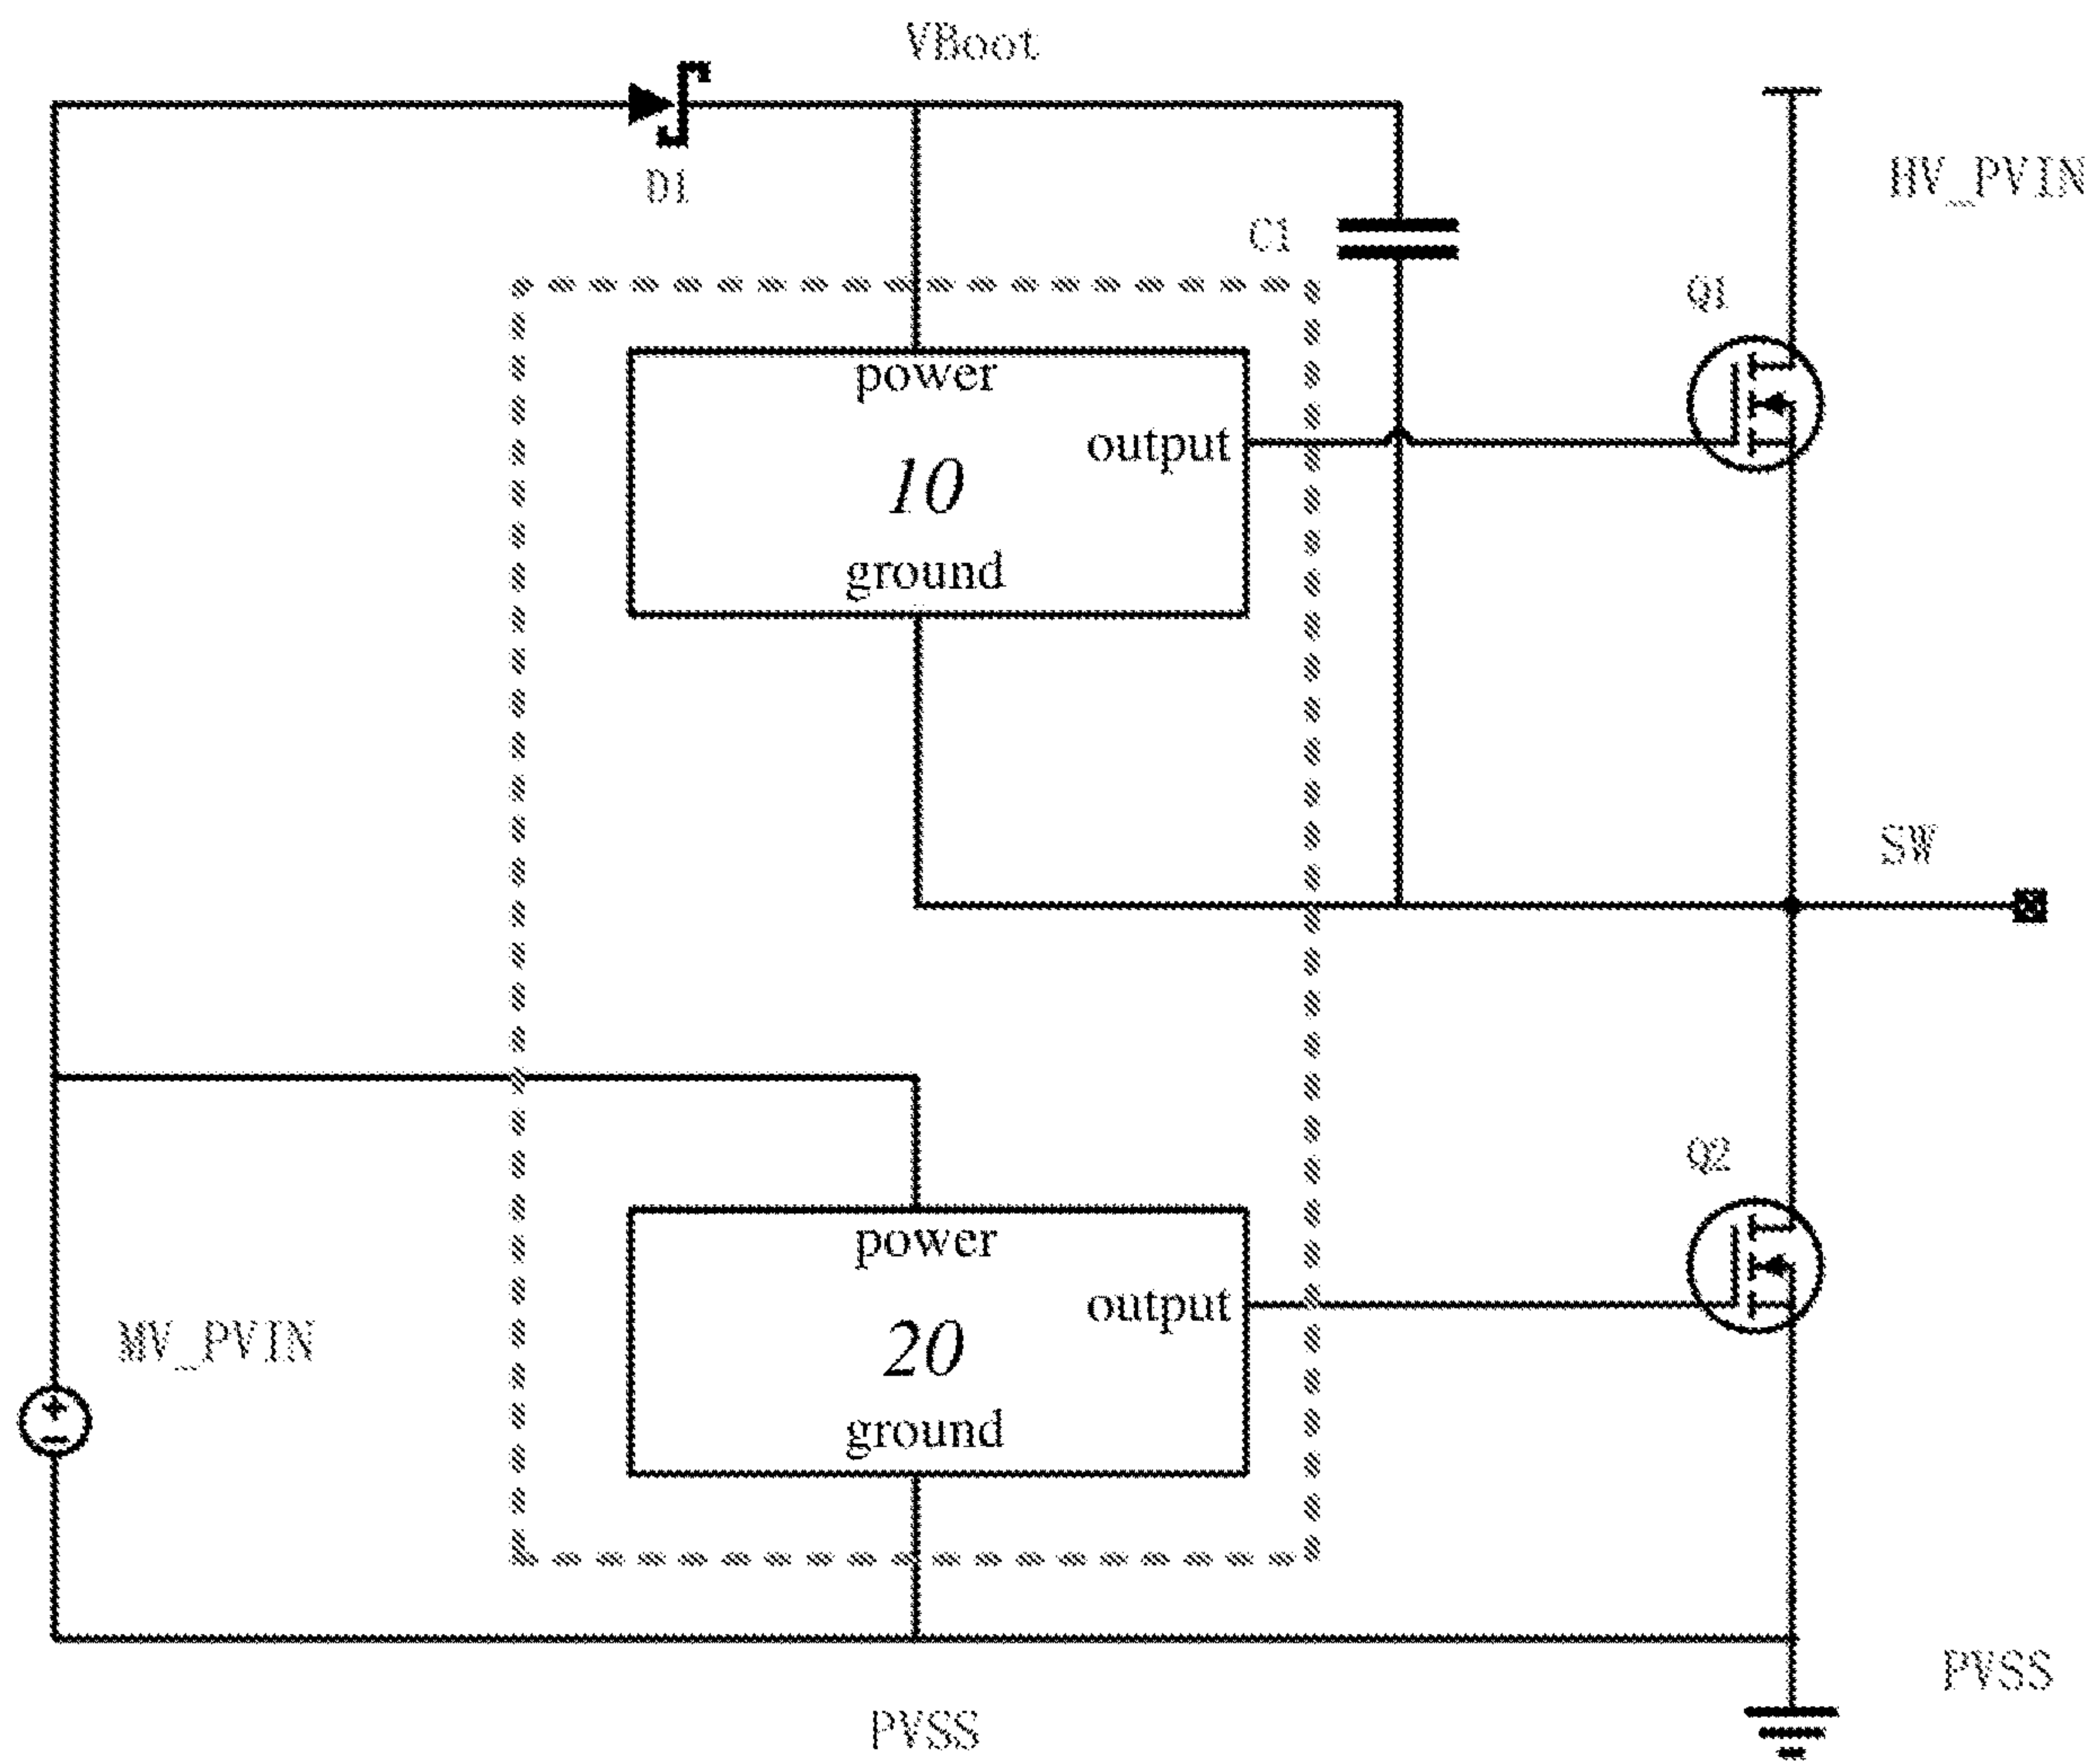 VBoot
D1
HV_PVIN
C1
Q1
power
output
10
ground
SW
Q2
power
output
20
ground
MV_PVIN
+
-
PVSS
PVSS